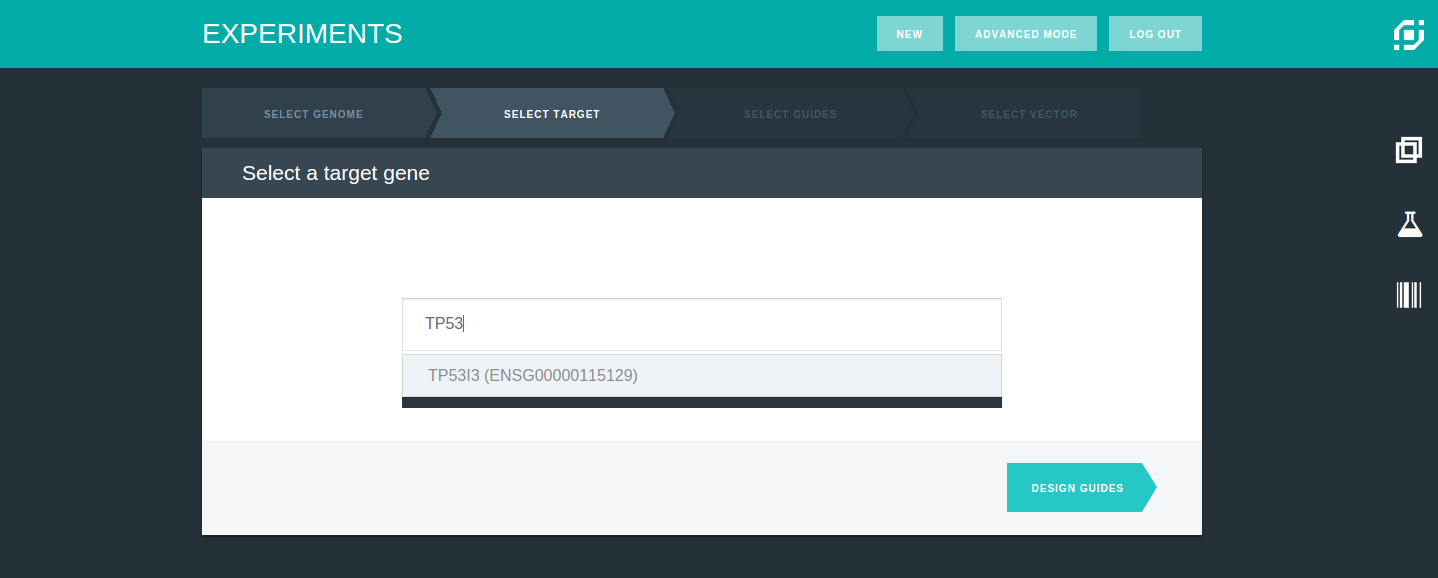 EXPERIMENTS
NEW
ADVANCED MODE
LOG OUT
SELECT GENOME
SELECT TARGET
SELECT GUIDES
SELECT VECTOR
Select a target gene
TP53
TP53I3 (ENSG00000115129)
DESIGN GUIDES